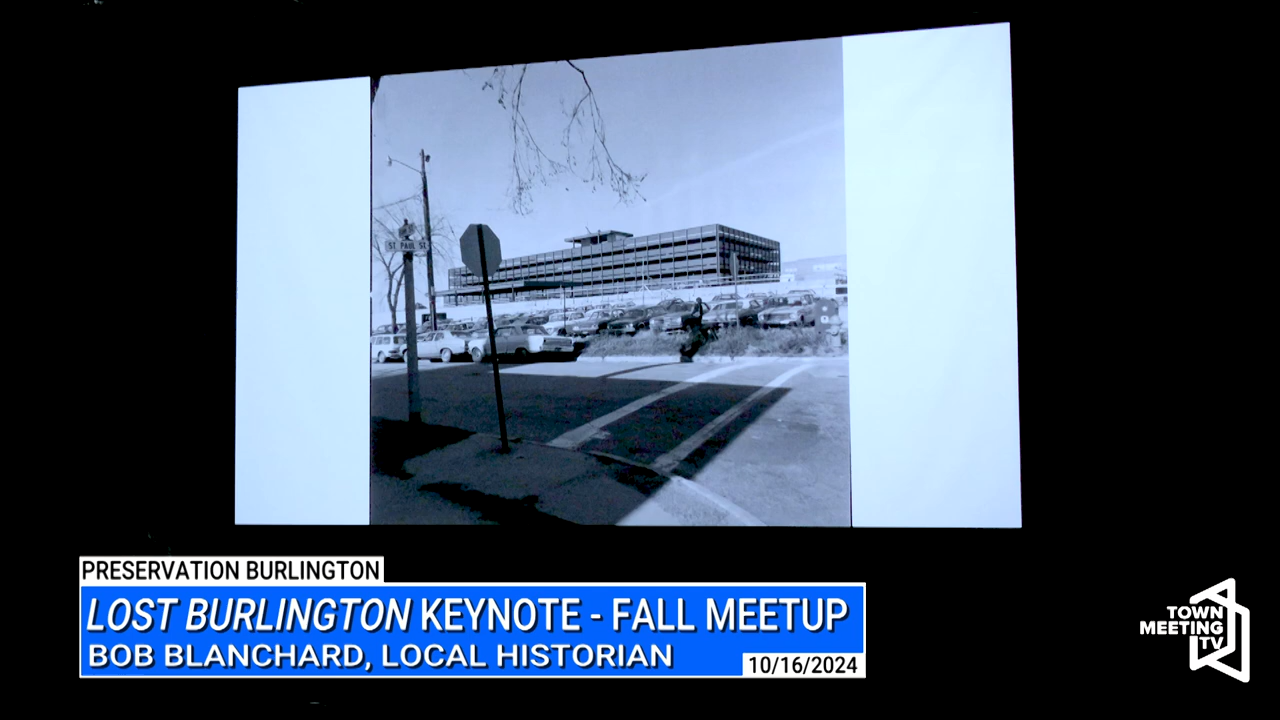 ST. PAUL ST.
PRESERVATION BURLINGTON
LOST BURLINGTON KEYNOTE - FALL MEETUP
BOB BLANCHARD, LOCAL HISTORIAN
10/16/2024
TOWN
MEETING
TV